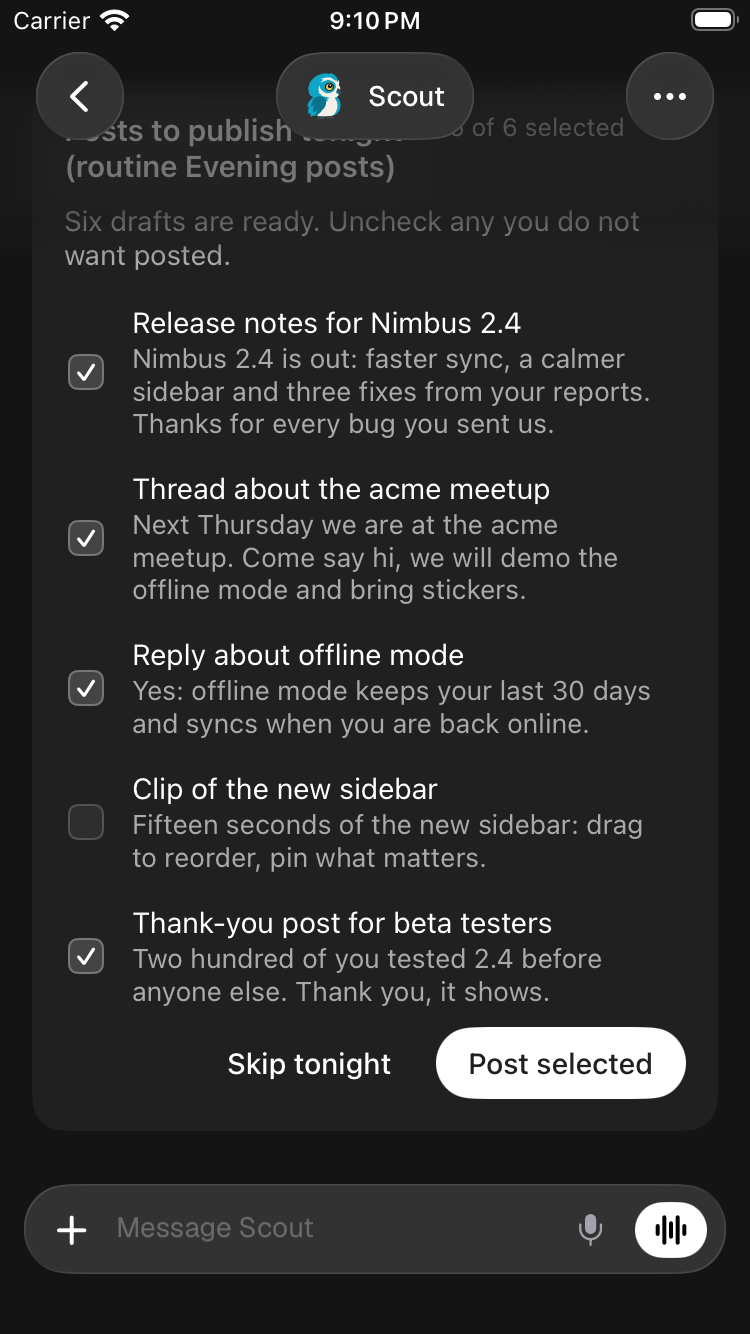 Carrier
9:10 PM
Scout
Posts to publish tonight
of 6 selected
(routine Evening posts)
Six drafts are ready. Uncheck any you do not
want posted.
Release notes for Nimbus 2.4
Nimbus 2.4 is out: faster sync, a calmer
sidebar and three fixes from your reports.
Thanks for every bug you sent us.
Thread about the acme meetup
Next Thursday we are at the acme
meetup. Come say hi, we will demo the
offline mode and bring stickers.
Reply about offline mode
Yes: offline mode keeps your last 30 days
and syncs when you are back online.
Clip of the new sidebar
Fifteen seconds of the new sidebar: drag
to reorder, pin what matters.
Thank-you post for beta testers
Two hundred of you tested 2.4 before
anyone else. Thank you, it shows.
Skip tonight
Post selected
Message Scout